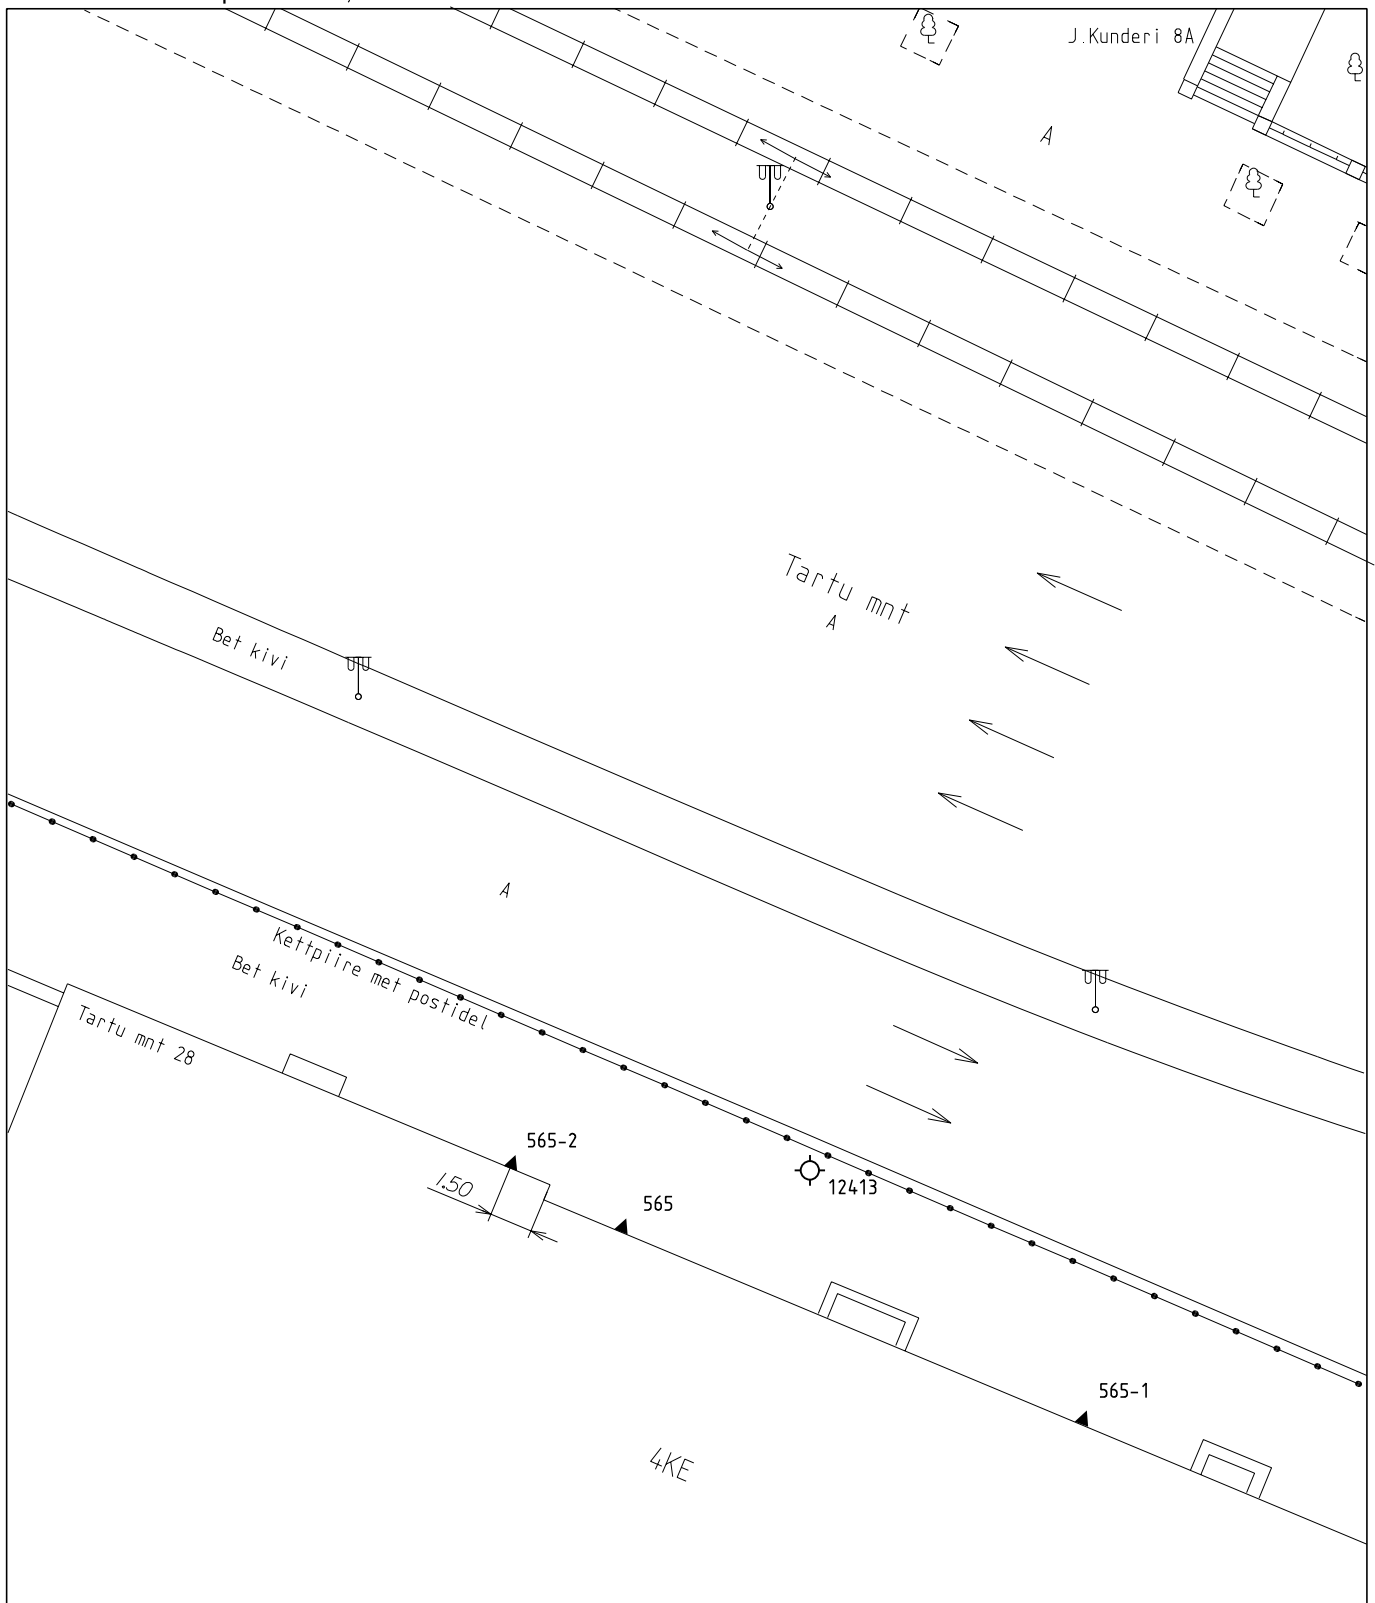 J.Kunderi 8A
A
Tartu mnt
A
Bet kivi
A
Kettpiire met postidel
Bet kivi
Tartu mnt 28
565-2
1.50
565
12413
565-1
4KE